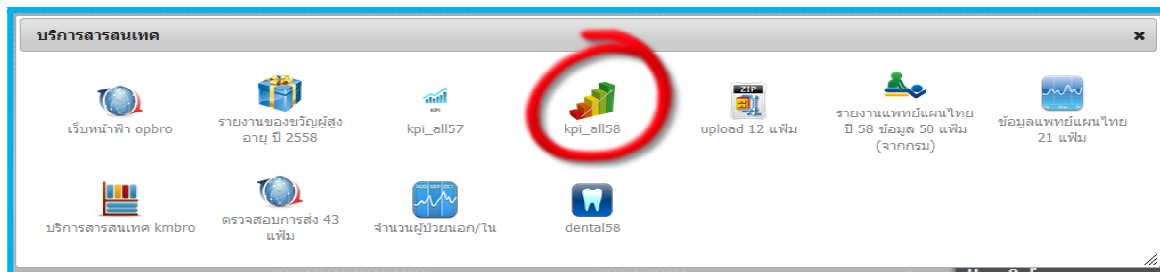 บริการสารสนเทศ
เว็บหน้าฟ้า opbro
รายงานของขวัญผู้สูง
อายุ ปี 2558
KPI
kpi_all57
kpi_all58
ZIP
upload 12 แฟ้ม
รายงานแพทย์แผนไทย
ปี 58 ข้อมูล 50 แฟ้ม
(จากกรม)
ข้อมูลแพทย์แผนไทย
21 แฟ้ม
บริการสารสนเทศ kmbro
ตรวจสอบการส่ง 43
แฟ้ม
AUG SEP OCT
จำนวนผู้ป่วยนอก/ใน
dental58